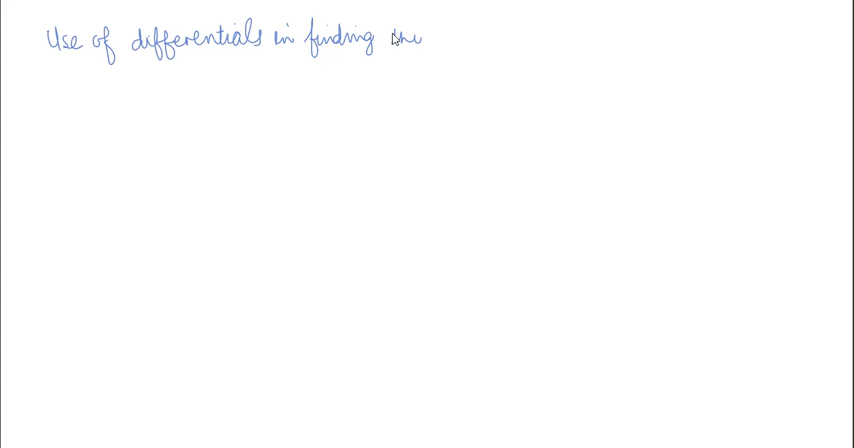 Use of differentials in finding the